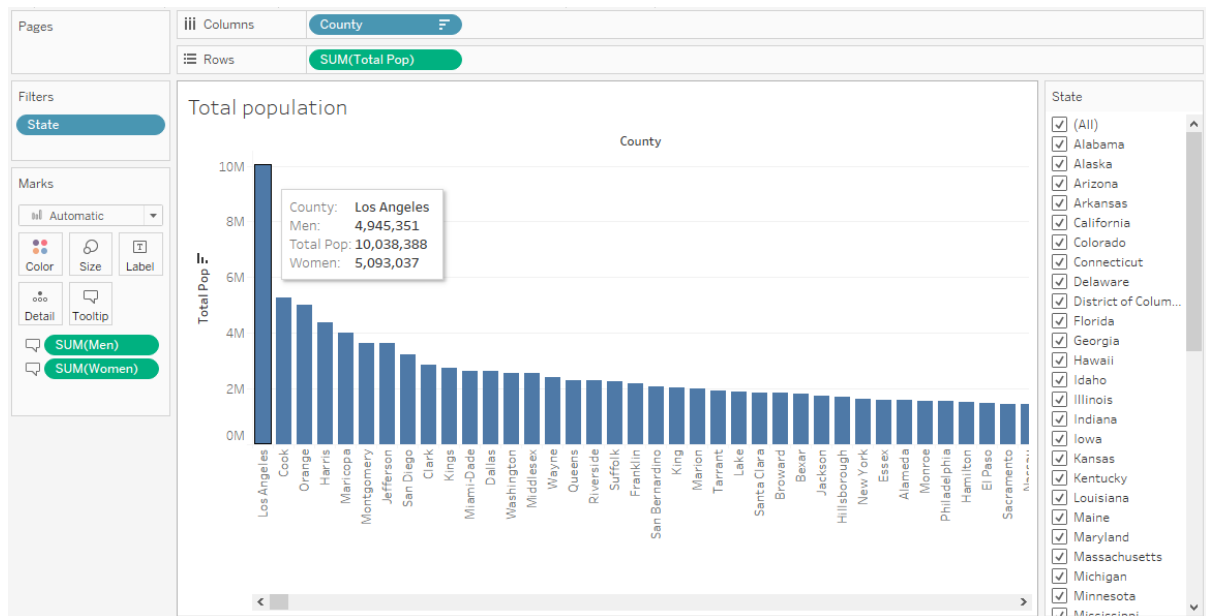 Pages
Columns
County
Rows
SUM(Total Pop)
Filters
State
Marks
Automatic
Color
Size
Label
Detail
Tooltip
SUM(Men)
SUM(Women)
Total population
County
Total Pop
10M
8M
6M
4M
2M
0M
County: Los Angeles
Men: 4,945,351
Total Pop: 10,038,388
Women: 5,093,037
Los Angeles
Cook
Orange
Harris
Maricopa
Montgomery
Jefferson
San Diego
Clark
Kings
Miami-Dade
Dallas
Washington
Middlesex
Wayne
Queens
Riverside
Suffolk
Franklin
San Bernardino
King
Marion
Tarrant
Lake
Santa Clara
Broward
Bexar
Jackson
Hillsborough
New York
Essex
Alameda
Monroe
Philadelphia
Hamilton
El Paso
Sacramento
State
(All)
Alabama
Alaska
Arizona
Arkansas
California
Colorado
Connecticut
Delaware
District of Colum...
Florida
Georgia
Hawaii
Idaho
Illinois
Indiana
Iowa
Kansas
Kentucky
Louisiana
Maine
Maryland
Massachusetts
Michigan
Minnesota
Mississippi